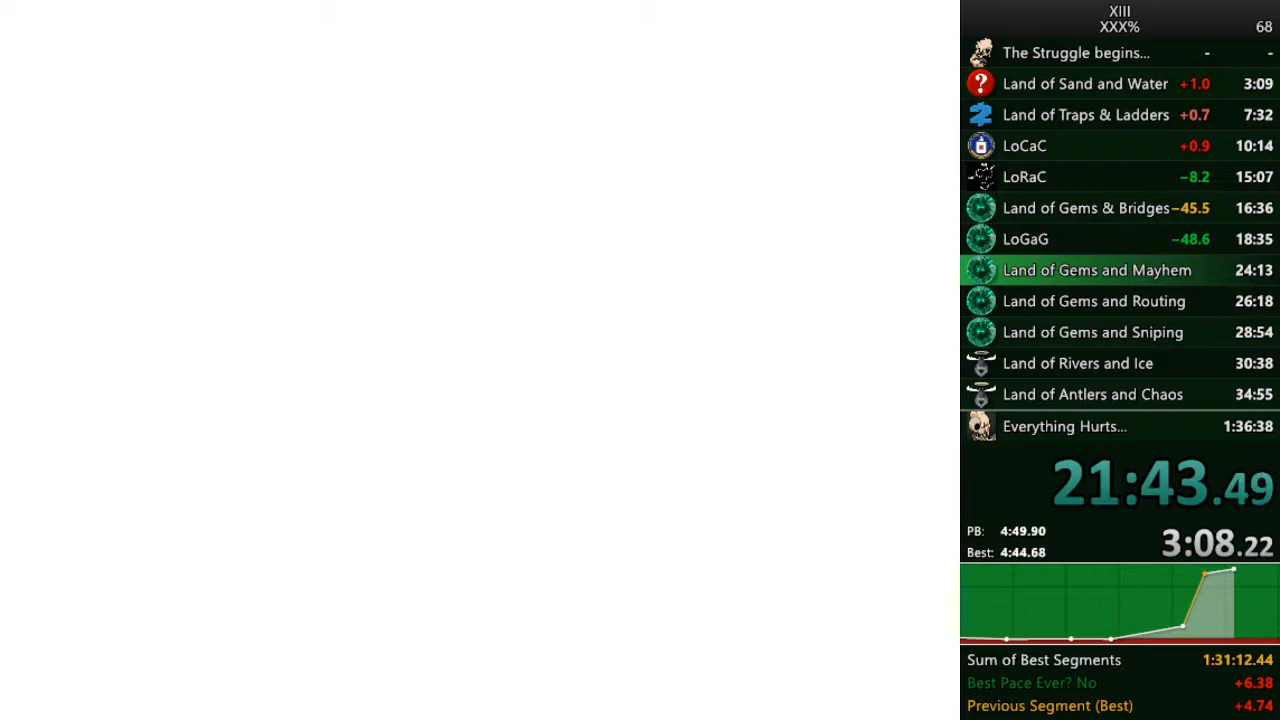 XIII
XXX% 68
The Struggle begins... - -
Land of Sand and Water +1.0 3:09
Land of Traps & Ladders +0.7 7:32
LoCaC +0.9 10:14
LoRaC −8.2 15:07
Land of Gems & Bridges −45.5 16:36
LoGaG −48.6 18:35
Land of Gems and Mayhem 24:13
Land of Gems and Routing 26:18
Land of Gems and Sniping 28:54
Land of Rivers and Ice 30:38
Land of Antlers and Chaos 34:55
Everything Hurts... 1:36:38
21:43.49
PB: 4:49.90
Best: 4:44.68 3:08.22
Sum of Best Segments 1:31:12.44
Best Pace Ever? No +6.38
Previous Segment (Best) +4.74